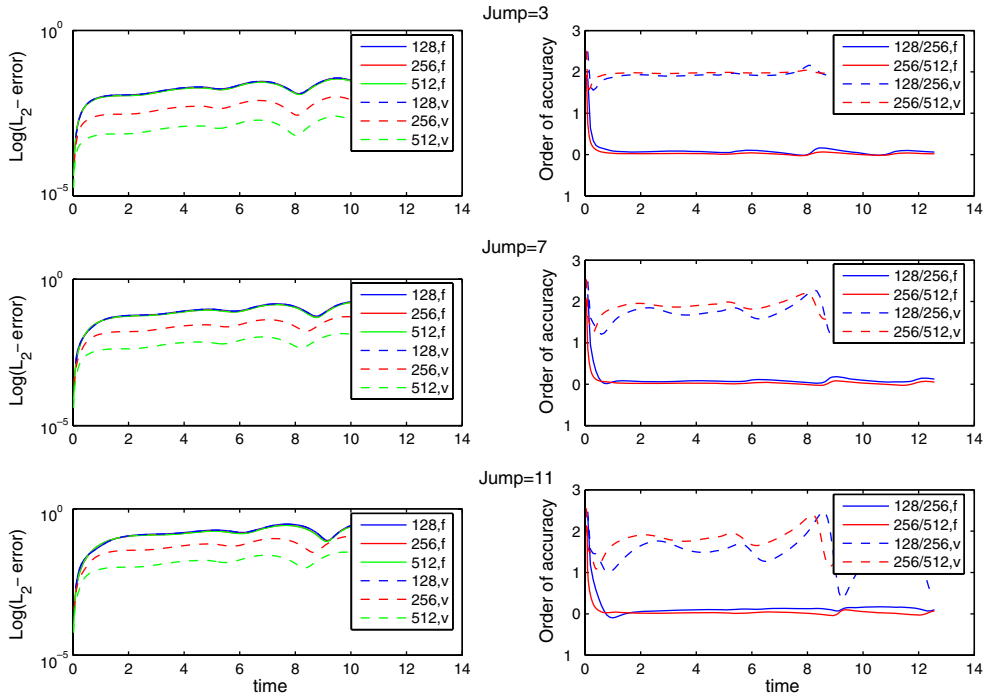 Jump=3
10^0
10^−5
Log(L_2− error)
0 2 4 6 8 10 12 14
128,f
256,f
512,f
128,v
256,v
512,v
3
2
1
0
1
Order of accuracy
0 2 4 6 8 10 12 14
128/256,f
256/512,f
128/256,v
256/512,v
Jump=7
10^0
10^−5
Log(L_2− error)
0 2 4 6 8 10 12 14
128,f
256,f
512,f
128,v
256,v
512,v
3
2
1
0
1
Order of accuracy
0 2 4 6 8 10 12 14
128/256,f
256/512,f
128/256,v
256/512,v
Jump=11
10^0
10^−5
Log(L_2− error)
0 2 4 6 8 10 12 14
time
128,f
256,f
512,f
128,v
256,v
512,v
3
2
1
0
1
Order of accuracy
0 2 4 6 8 10 12 14
time
128/256,f
256/512,f
128/256,v
256/512,v